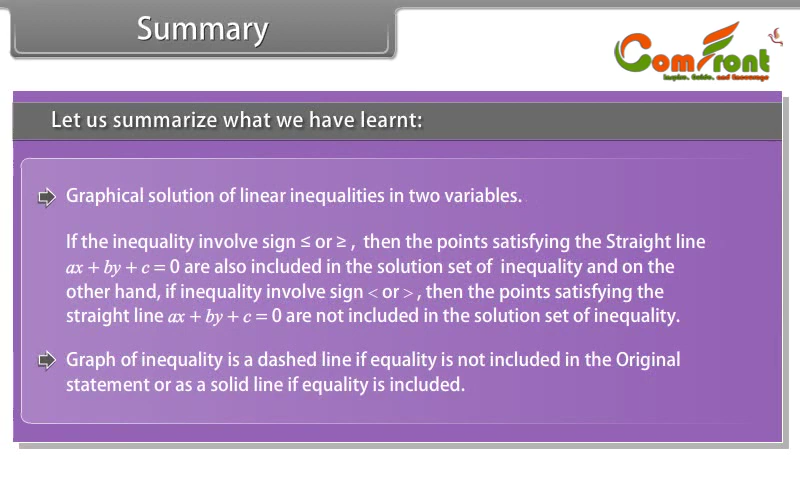 Summary
Comfront
Inspire, Guide, and Encourage
Let us summarize what we have learnt:
Graphical solution of linear inequalities in two variables.
If the inequality involve sign ≤ or ≥ , then the points satisfying the Straight line
ax + by + c = 0 are also included in the solution set of inequality and on the
other hand, if inequality involve sign < or > , then the points satisfying the
straight line ax + by + c = 0 are not included in the solution set of inequality.
Graph of inequality is a dashed line if equality is not included in the Original
statement or as a solid line if equality is included.